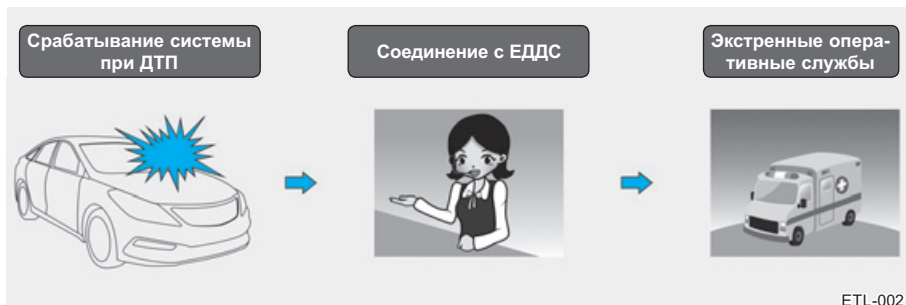 Срабатывание системы
при ДТП
Соединение с ЕДДС
Экстренные опера-
тивные службы
ETL-002